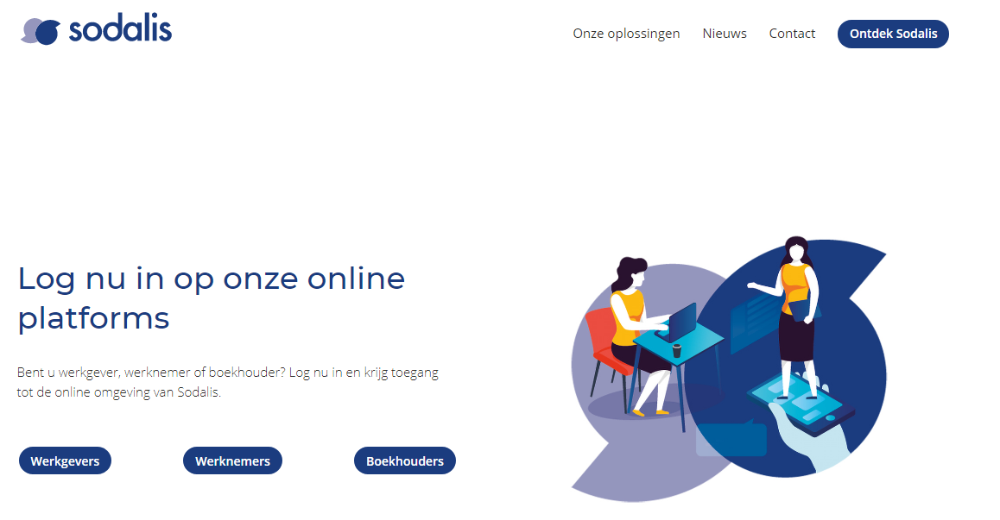 sodalis
Onze oplossingen
Nieuws
Contact
Ontdek Sodalis
Log nu in op onze online
platforms
Bent u werkgever, werknemer of boekhouder? Log nu in en krijg toegang
tot de online omgeving van Sodalis.
Werkgevers
Werknemers
Boekhouders